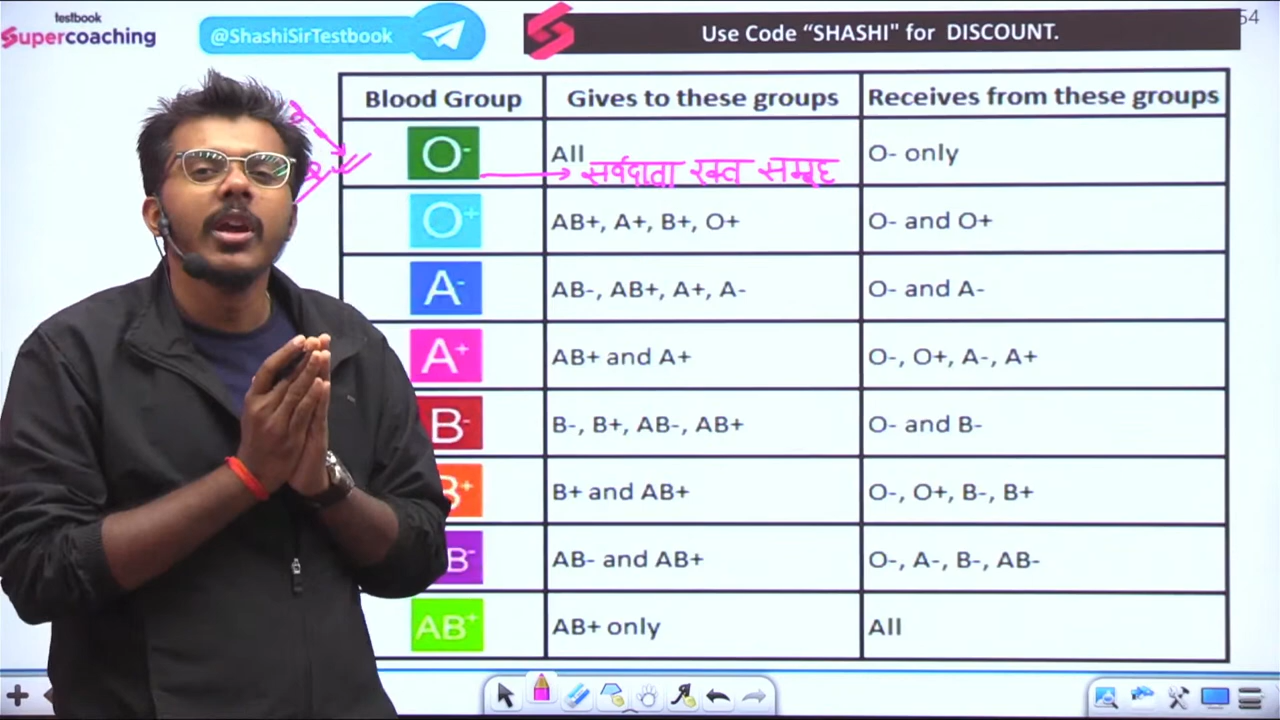 testbook
Supercoaching
@ShashiSirTestbook
Use Code “SHASHI" for DISCOUNT.
54
Blood Group Gives to these groups Receives from these groups
O- All O- only
सर्वदाता रक्त समूह
O+ AB+, A+, B+, O+ O- and O+
A- AB-, AB+, A+, A- O- and A-
A+ AB+ and A+ O-, O+, A-, A+
B- B-, B+, AB-, AB+ O- and B-
B+ B+ and AB+ O-, O+, B-, B+
B- AB- and AB+ O-, A-, B-, AB-
AB+ AB+ only All